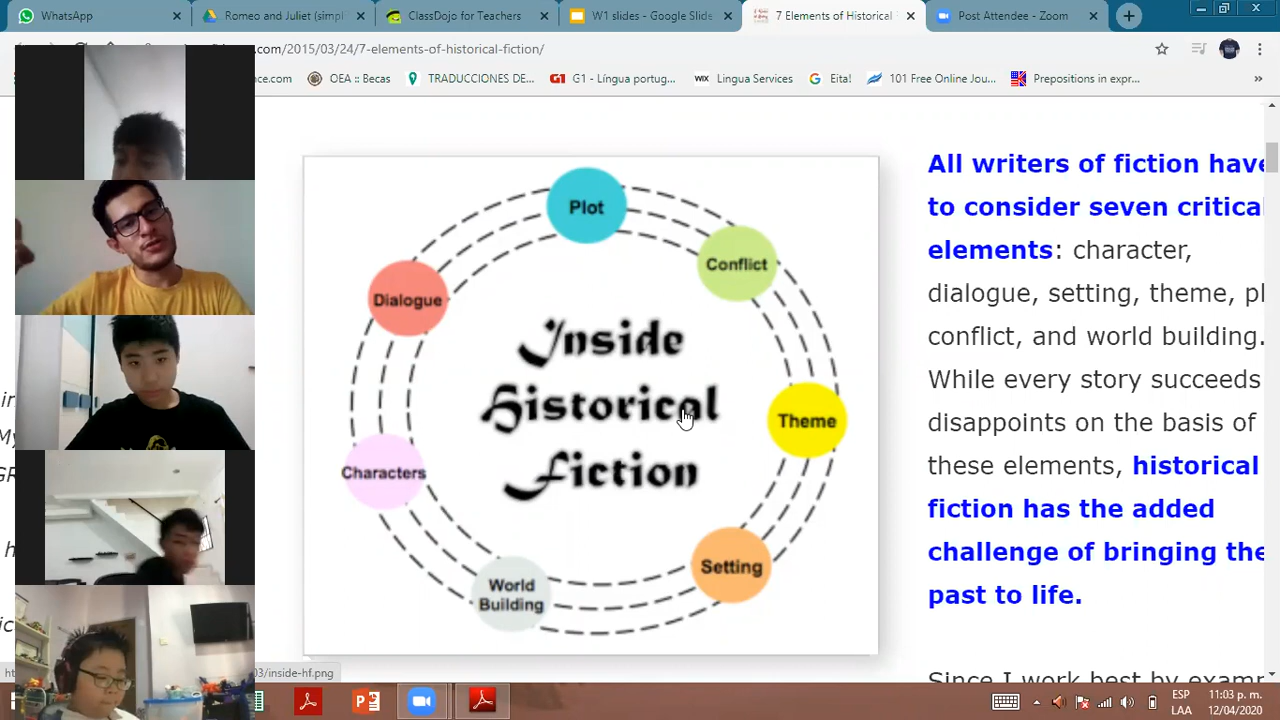 WhatsApp
Romeo and Juliet (simpl
ClassDojo for Teachers
W1 slides - Google Slide
7 Elements of Historical
Post Attendee - Zoom
.com/2015/03/24/7-elements-of-historical-fiction/
nce.com
OEA :: Becas
TRADUCCIONES DE...
G1 - Língua portug...
WIX
Lingua Services
Eita!
101 Free Online Jou...
Prepositions in expr...
»
Plot
Conflict
Dialogue
Theme
Characters
Setting
World
Building
Inside
Historical
Fiction
All writers of fiction have
to consider seven critical
elements: character,
dialogue, setting, theme, pl
conflict, and world building.
While every story succeeds
disappoints on the basis of
these elements, historical
fiction has the added
challenge of bringing the
past to life.
Since I work best by examp
03/inside-hf.png
ESP
LAA
11:03 p. m.
12/04/2020